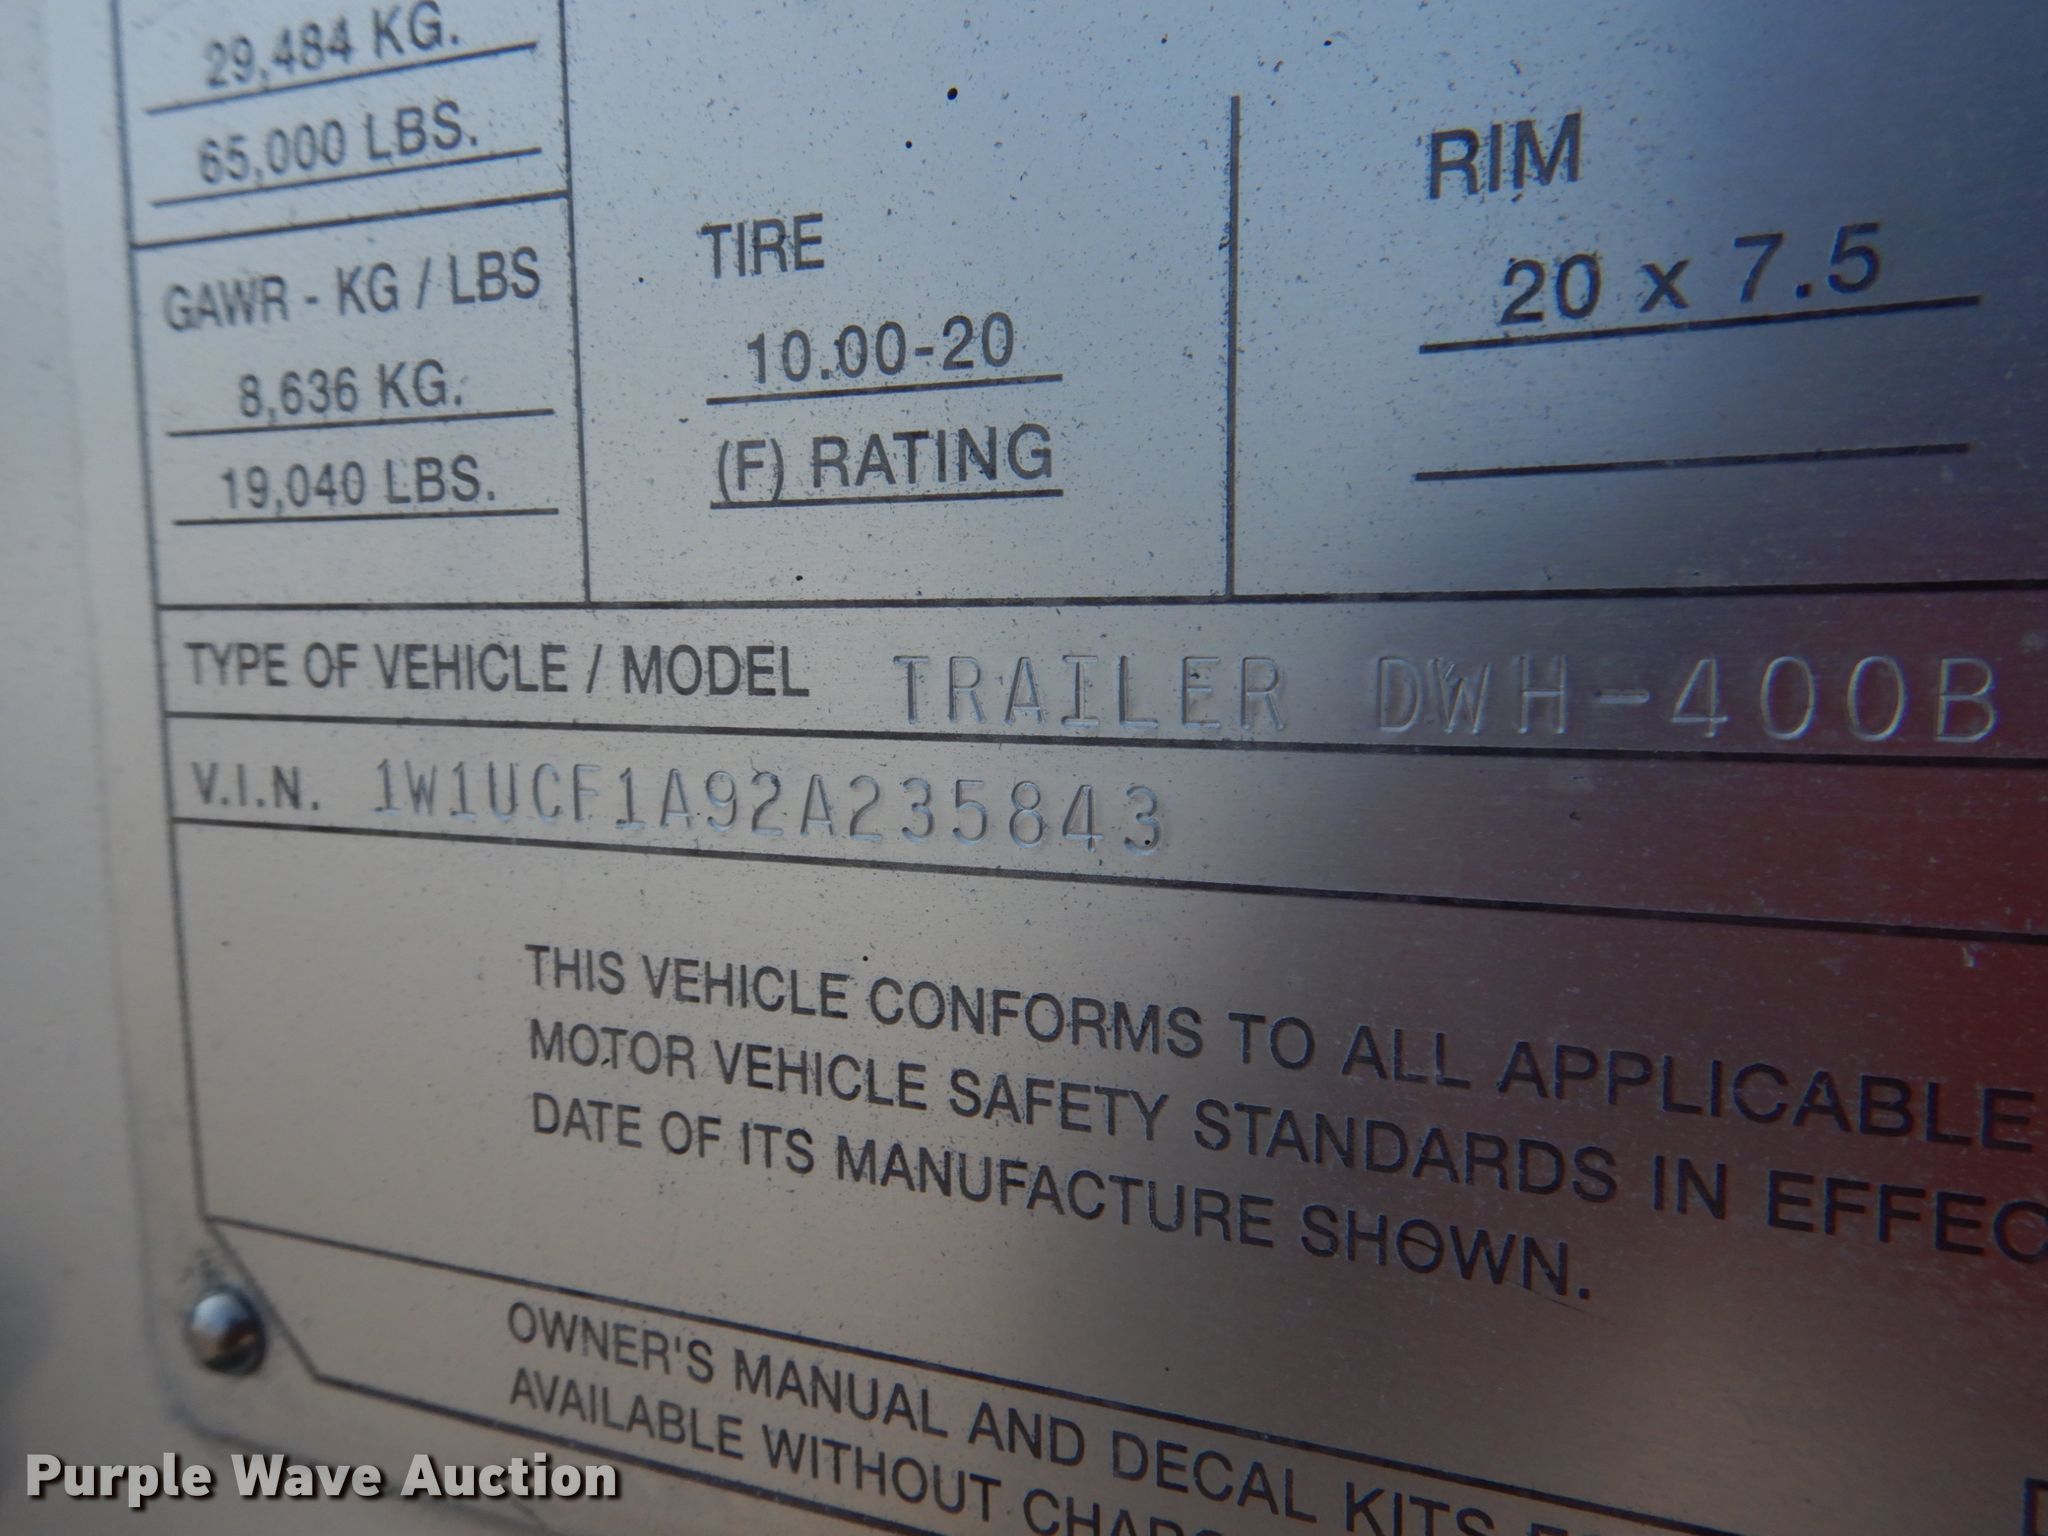 29,484 KG.
65,000 LBS.
GAWR - KG / LBS
8,636 KG.
19,040 LBS.
TIRE
10.00-20
(F) RATING
RIM
20 x 7.5
TYPE OF VEHICLE / MODEL TRAILER DWH-400B
V.I.N. 1W1UCF1A92A235843
THIS VEHICLE CONFORMS TO ALL APPLICABLE
MOTOR VEHICLE SAFETY STANDARDS IN EFFEC
DATE OF ITS MANUFACTURE SHOWN.
OWNER'S MANUAL AND DECAL KITS
AVAILABLE WITHOUT
Purple Wave Auction